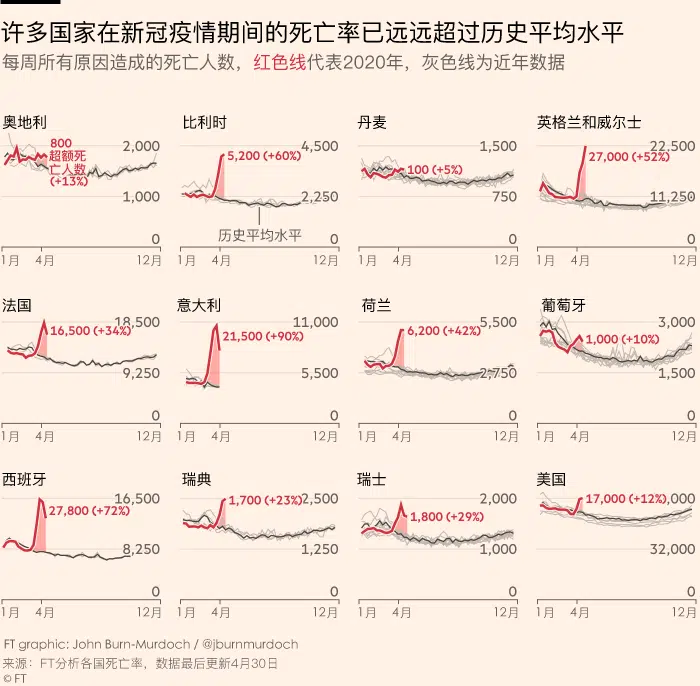 许多国家在新冠疫情期间的死亡率已远远超过历史平均水平
每周所有原因造成的死亡人数，红色线代表2020年，灰色线为近年数据
奥地利
800
超额死
亡人数
(+13%)
2,000
1,000
0
1月 4月 12月
比利时
5,200 (+60%)
4,500
2,250
历史平均水平
0
1月 4月 12月
丹麦
100 (+5%)
1,500
750
0
1月 4月 12月
英格兰和威尔士
22,500
27,000 (+52%)
11,250
0
1月 4月 12月
法国
18,500
16,500 (+34%)
9,250
0
1月 4月 12月
意大利
11,000
21,500 (+90%)
5,500
0
1月 4月 12月
荷兰
5,500
6,200 (+42%)
2,750
0
1月 4月 12月
葡萄牙
3,000
1,000 (+10%)
1,500
0
1月 4月 12月
西班牙
16,500
27,800 (+72%)
8,250
0
1月 4月 12月
瑞典
1,700 (+23%)
2,500
1,250
0
1月 4月 12月
瑞士
2,000
1,800 (+29%)
1,000
0
1月 4月 12月
美国
17,000 (+12%)
,000
32,000
0
1月 4月 12月
FT graphic: John Burn-Murdoch / @jburnmurdoch
来源：FT分析各国死亡率，数据最后更新4月30日
© FT